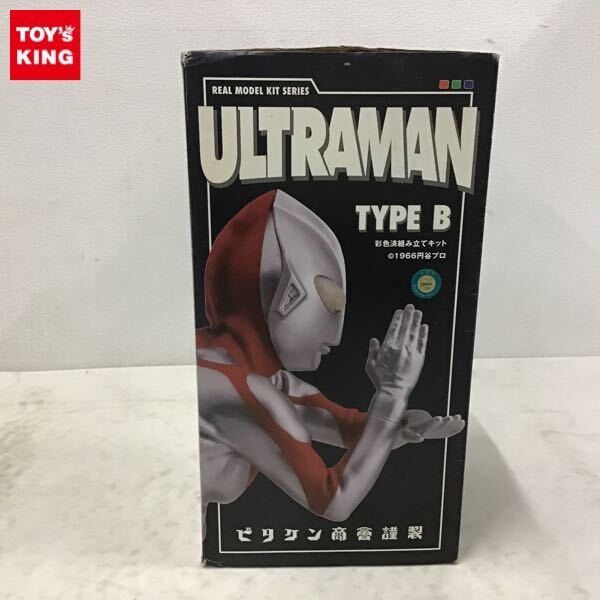 TOY's
KING
REAL MODEL KIT SERIES
ULTRAMAN
TYPE B
彩色済組み立てキット
©1966円谷プロ
ビリケン商會謹製